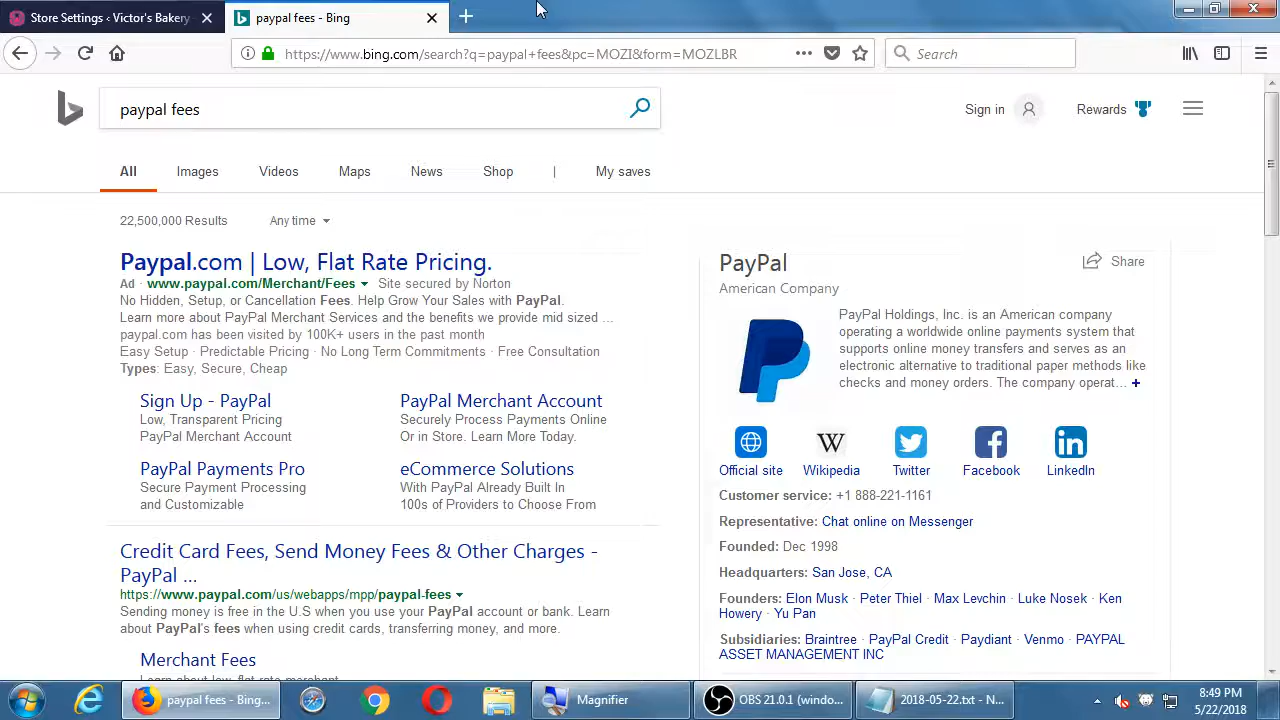 Store Settings ‹ Victor's Bakery
paypal fees - Bing
https://www.bing.com/search?q=paypal+fees&pc=MOZI&form=MOZLBR
Search
paypal fees
Sign in
Rewards
All
Images
Videos
Maps
News
Shop
|
My saves
22,500,000 Results
Any time
Paypal.com | Low, Flat Rate Pricing.
Ad · www.paypal.com/Merchant/Fees
Site secured by Norton
No Hidden, Setup, or Cancellation Fees. Help Grow Your Sales with PayPal.
Learn more about PayPal Merchant Services and the benefits we provide mid sized ...
paypal.com has been visited by 100K+ users in the past month
Easy Setup · Predictable Pricing · No Long Term Commitments · Free Consultation
Types: Easy, Secure, Cheap
Sign Up - PayPal
Low, Transparent Pricing
PayPal Merchant Account
PayPal Merchant Account
Securely Process Payments Online
Or in Store. Learn More Today.
PayPal Payments Pro
Secure Payment Processing
and Customizable
eCommerce Solutions
With PayPal Already Built In
100s of Providers to Choose From
Credit Card Fees, Send Money Fees & Other Charges -
PayPal ...
https://www.paypal.com/us/webapps/mpp/paypal-fees
Sending money is free in the U.S when you use your PayPal account or bank. Learn
about PayPal's fees when using credit cards, transferring money, and more.
Merchant Fees
Learn about low, flat-rate merchant
PayPal
American Company
Share
PayPal Holdings, Inc. is an American company
operating a worldwide online payments system that
supports online money transfers and serves as an
electronic alternative to traditional paper methods like
checks and money orders. The company operat... +
W
Official site
Wikipedia
Twitter
Facebook
LinkedIn
Customer service: +1 888-221-1161
Representative: Chat online on Messenger
Founded: Dec 1998
Headquarters: San Jose, CA
Founders: Elon Musk · Peter Thiel · Max Levchin · Luke Nosek · Ken
Howery · Yu Pan
Subsidiaries: Braintree · PayPal Credit · Paydiant · Venmo · PAYPAL
ASSET MANAGEMENT INC
paypal fees - Bing...
Magnifier
OBS 21.0.1 (windo...
2018-05-22.txt - N...
8:49 PM
5/22/2018